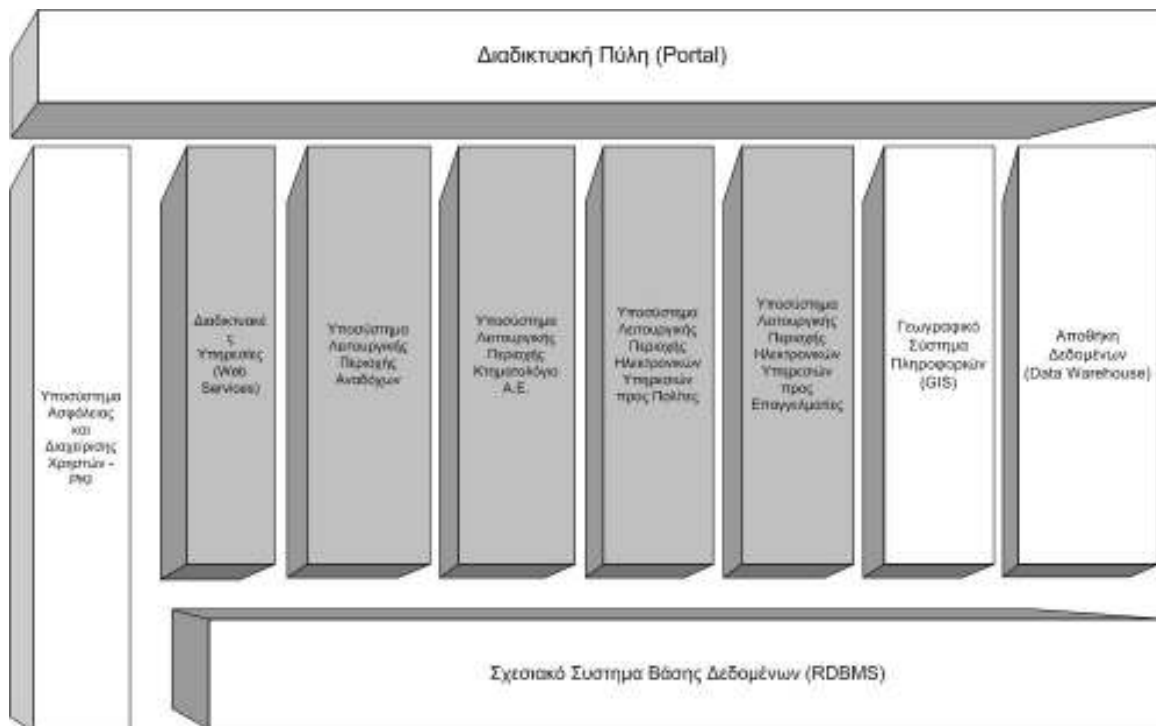 Διαδικτυακή Πύλη (Portal)
Υποσύστημα
Ασφάλειας
και
Διαχείρισης
Χρηστών -
PKI
Διαδικτυακέ
ς
Υπηρεσίες
(Web
Services)
Υποσύστημα
Λειτουργικής
Περιοχής
Αναδόχων
Υποσύστημα
Λειτουργικής
Περιοχής
Κτηματολόγιο
Α.Ε.
Υποσύστημα
Λειτουργικής
Περιοχής
Ηλεκτρονικών
Υπηρεσιών
προς Πολίτες
Υποσύστημα
Λειτουργικής
Περιοχής
Ηλεκτρονικών
Υπηρεσιών
προς
Επαγγελματίες
Γεωγραφικό
Σύστημα
Πληροφοριών
(GIS)
Αποθήκη
Δεδομένων
(Data Warehouse)
Σχεσιακό Συστημα Βάσης Δεδομένων (RDBMS)